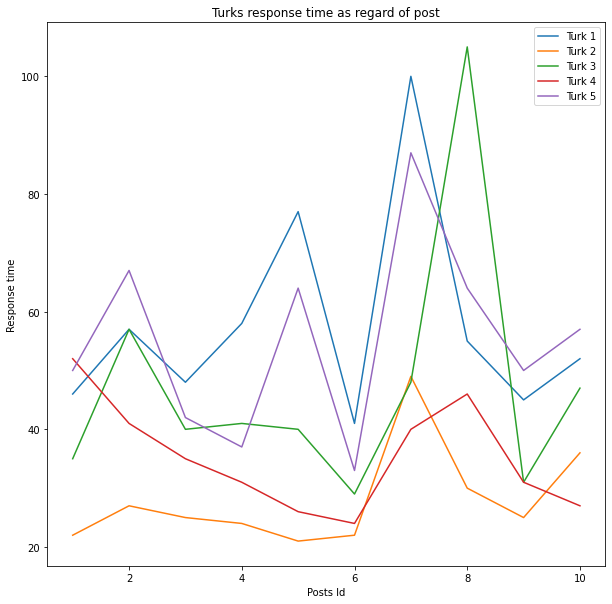 Turks response time as regard of post
Turk 1
Turk 2
Turk 3
Turk 4
Turk 5
100
80
60
40
20
Response time
2 4 6 8 10
Posts Id